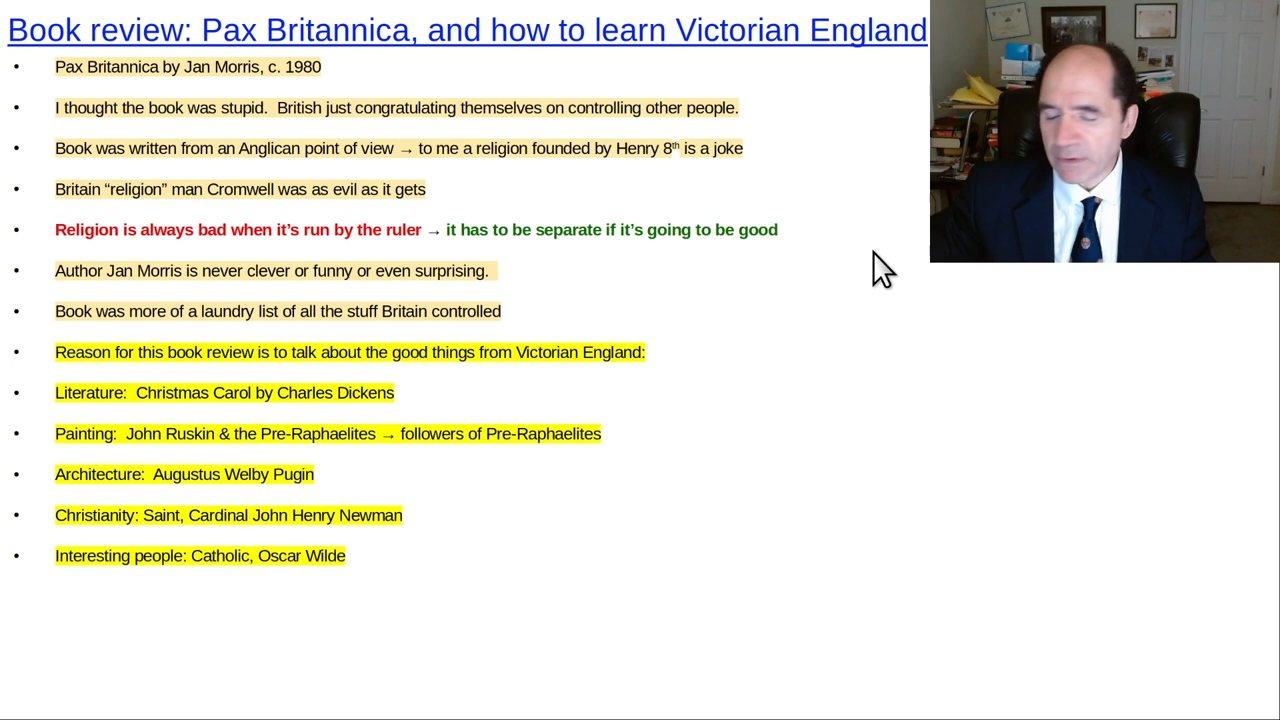 Book review: Pax Britannica, and how to learn Victorian England
• Pax Britannica by Jan Morris, c. 1980
• I thought the book was stupid.  British just congratulating themselves on controlling other people.
• Book was written from an Anglican point of view → to me a religion founded by Henry 8th is a joke
• Britain “religion” man Cromwell was as evil as it gets
• Religion is always bad when it’s run by the ruler → it has to be separate if it’s going to be good
• Author Jan Morris is never clever or funny or even surprising.
• Book was more of a laundry list of all the stuff Britain controlled
• Reason for this book review is to talk about the good things from Victorian England:
• Literature:  Christmas Carol by Charles Dickens
• Painting:  John Ruskin & the Pre-Raphaelites → followers of Pre-Raphaelites
• Architecture:  Augustus Welby Pugin
• Christianity: Saint, Cardinal John Henry Newman
• Interesting people: Catholic, Oscar Wilde